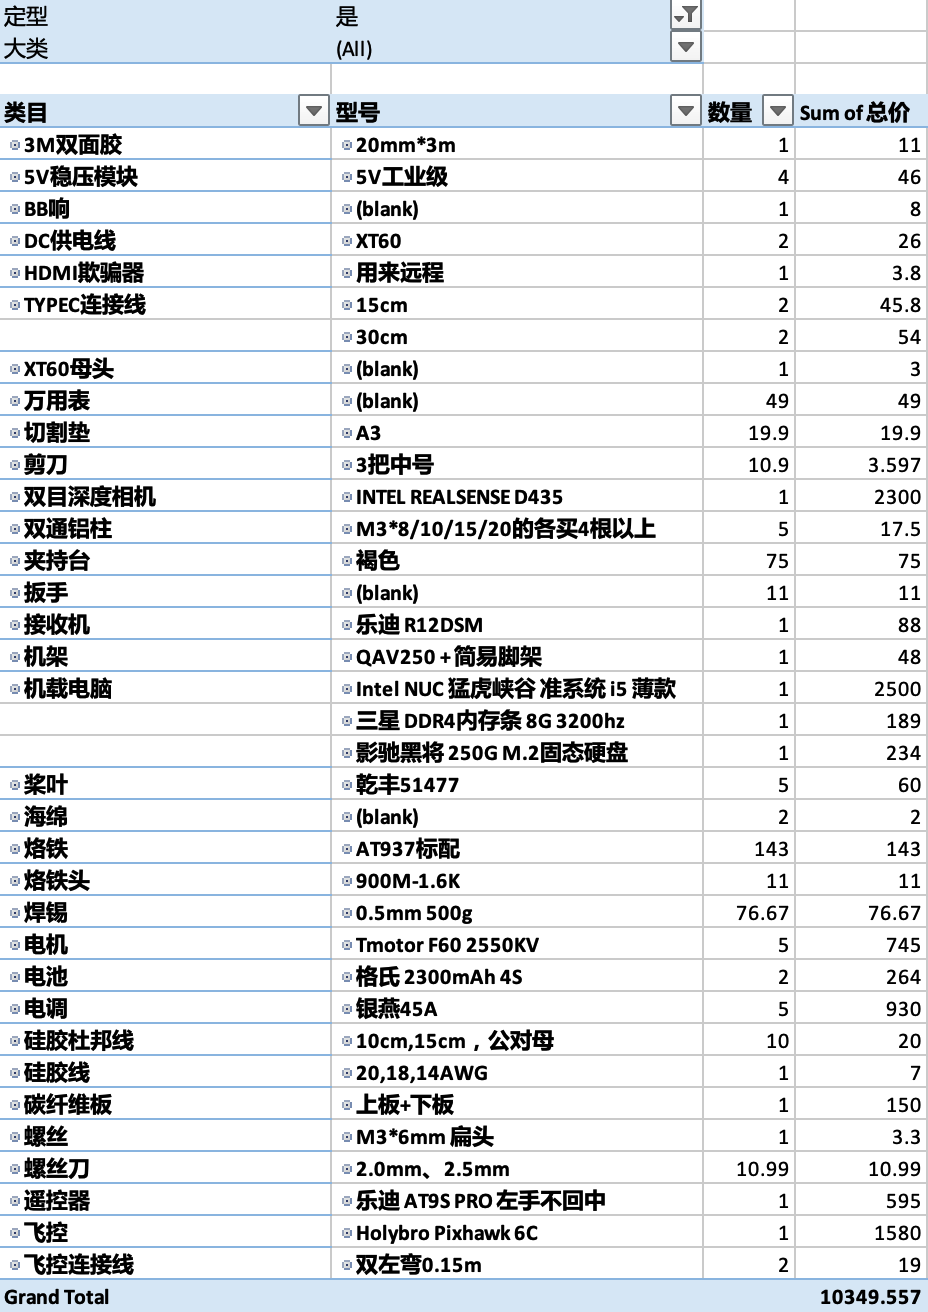 定型 是
大类 (All)
类目 型号 数量 Sum of 总价
3M双面胶 20mm*3m 1 11
5V稳压模块 5V工业级 4 46
BB响 (blank) 1 8
DC供电线 XT60 2 26
HDMI欺骗器 用来远程 1 3.8
TYPEC连接线 15cm 2 45.8
30cm 2 54
XT60母头 (blank) 1 3
万用表 (blank) 49 49
切割垫 A3 19.9 19.9
剪刀 3把中号 10.9 3.597
双目深度相机 INTEL REALSENSE D435 1 2300
双通铝柱 M3*8/10/15/20的各买4根以上 5 17.5
夹持台 褐色 75 75
扳手 (blank) 11 11
接收机 乐迪 R12DSM 1 88
机架 QAV250 + 简易脚架 1 48
机载电脑 Intel NUC 猛虎峡谷 准系统 i5 薄款 1 2500
三星 DDR4内存条 8G 3200hz 1 189
影驰黑将 250G M.2固态硬盘 1 234
桨叶 乾丰51477 5 60
海绵 (blank) 2 2
烙铁 AT937标配 143 143
烙铁头 900M-1.6K 11 11
焊锡 0.5mm 500g 76.67 76.67
电机 Tmotor F60 2550KV 5 745
电池 格氏 2300mAh 4S 2 264
电调 银燕45A 5 930
硅胶杜邦线 10cm,15cm，公对母 10 20
硅胶线 20,18,14AWG 1 7
碳纤维板 上板+下板 1 150
螺丝 M3*6mm 扁头 1 3.3
螺丝刀 2.0mm、2.5mm 10.99 10.99
遥控器 乐迪 AT9S PRO 左手不回中 1 595
飞控 Holybro Pixhawk 6C 1 1580
飞控连接线 双左弯0.15m 2 19
Grand Total 10349.557